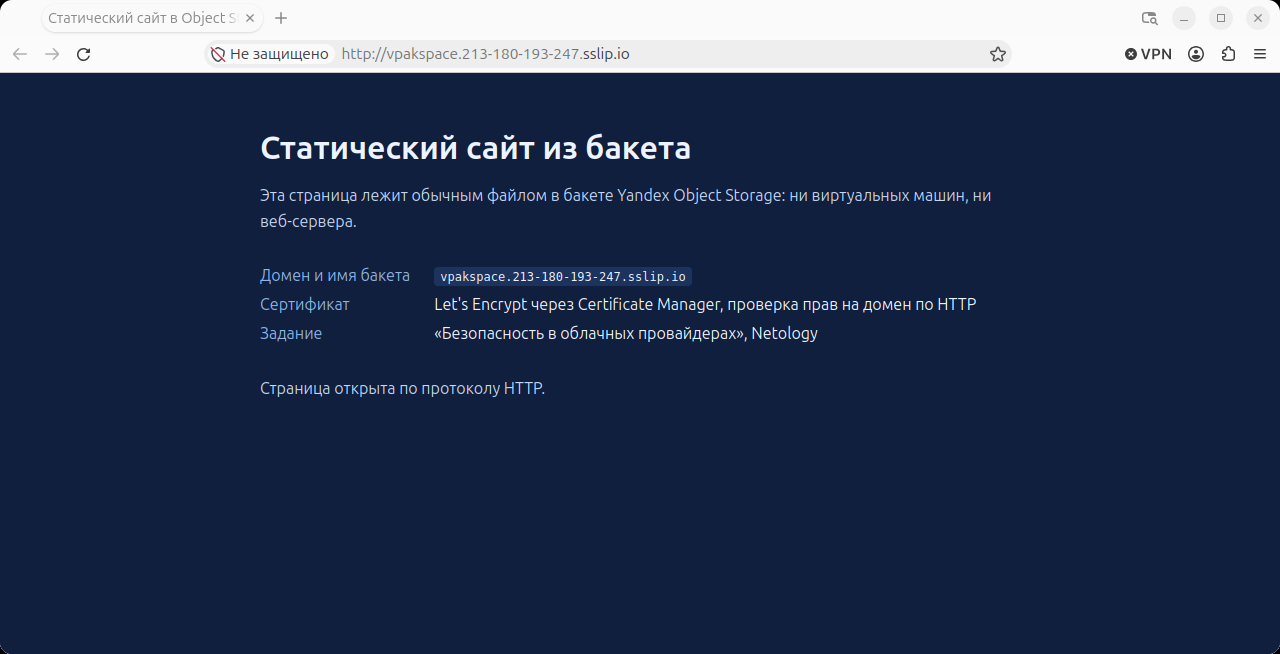 Статический сайт в Object S
Не защищено http://vpakspace.213-180-193-247.sslip.io
VPN
Статический сайт из бакета
Эта страница лежит обычным файлом в бакете Yandex Object Storage: ни виртуальных машин, ни
веб-сервера.
Домен и имя бакета vpakspace.213-180-193-247.sslip.io
Сертификат Let's Encrypt через Certificate Manager, проверка прав на домен по HTTP
Задание «Безопасность в облачных провайдерах», Netology
Страница открыта по протоколу HTTP.